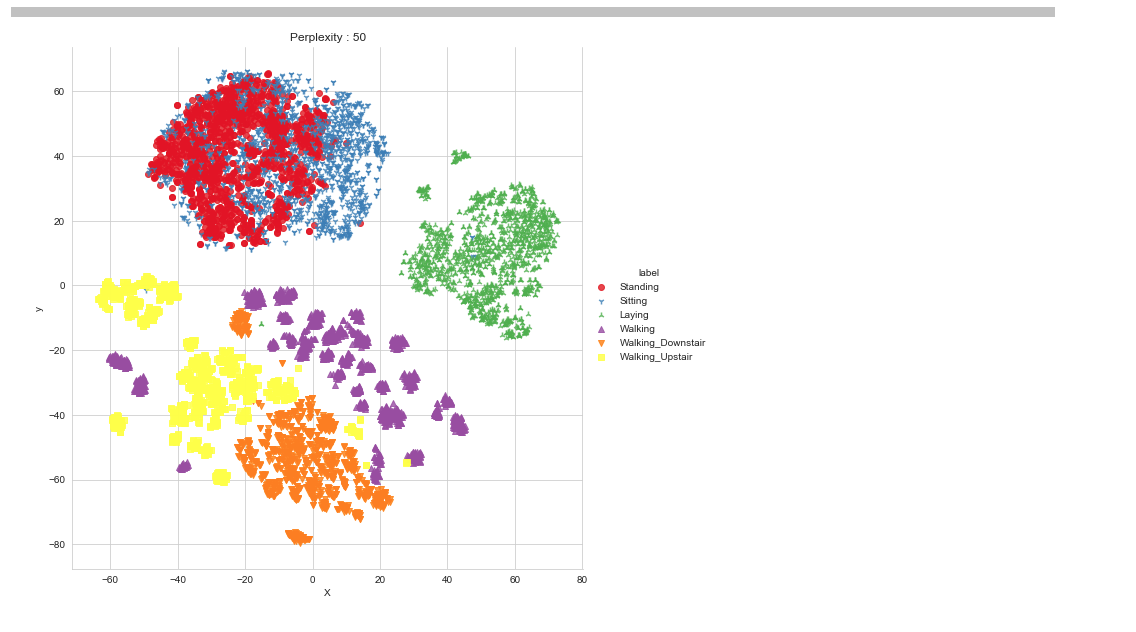 Perplexity : 50
60
40
20
0
−20
−40
−60
−80
y
−60 −40 −20 0 20 40 60 80
X
label
Standing
Sitting
Laying
Walking
Walking_Downstair
Walking_Upstair